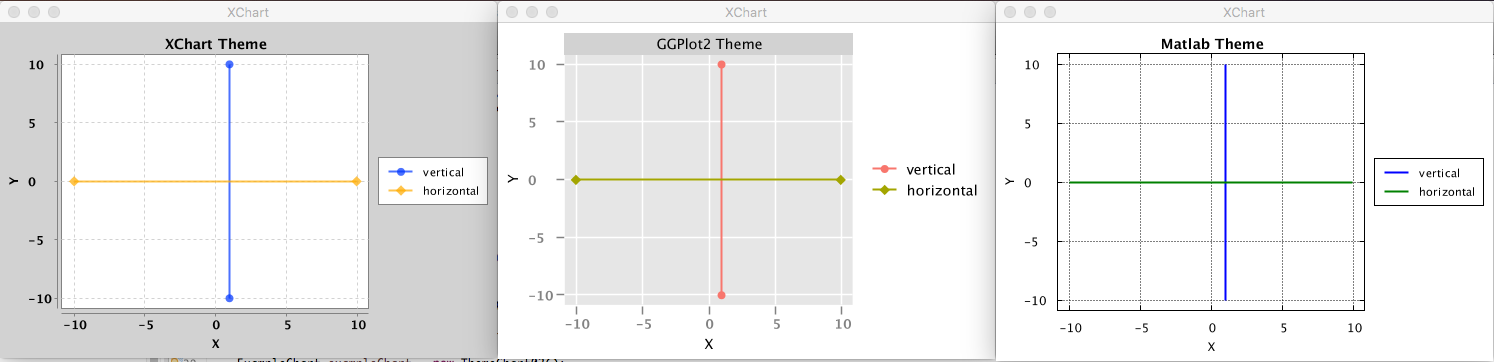 XChart
XChart Theme
10
5
0
-5
-10
Y
-10 -5 0 5 10
X
vertical
horizontal
XChart
GGPlot2 Theme
10
5
0
-5
-10
Y
-10 -5 0 5 10
X
vertical
horizontal
XChart
Matlab Theme
10
5
0
-5
-10
Y
-10 -5 0 5 10
X
vertical
horizontal